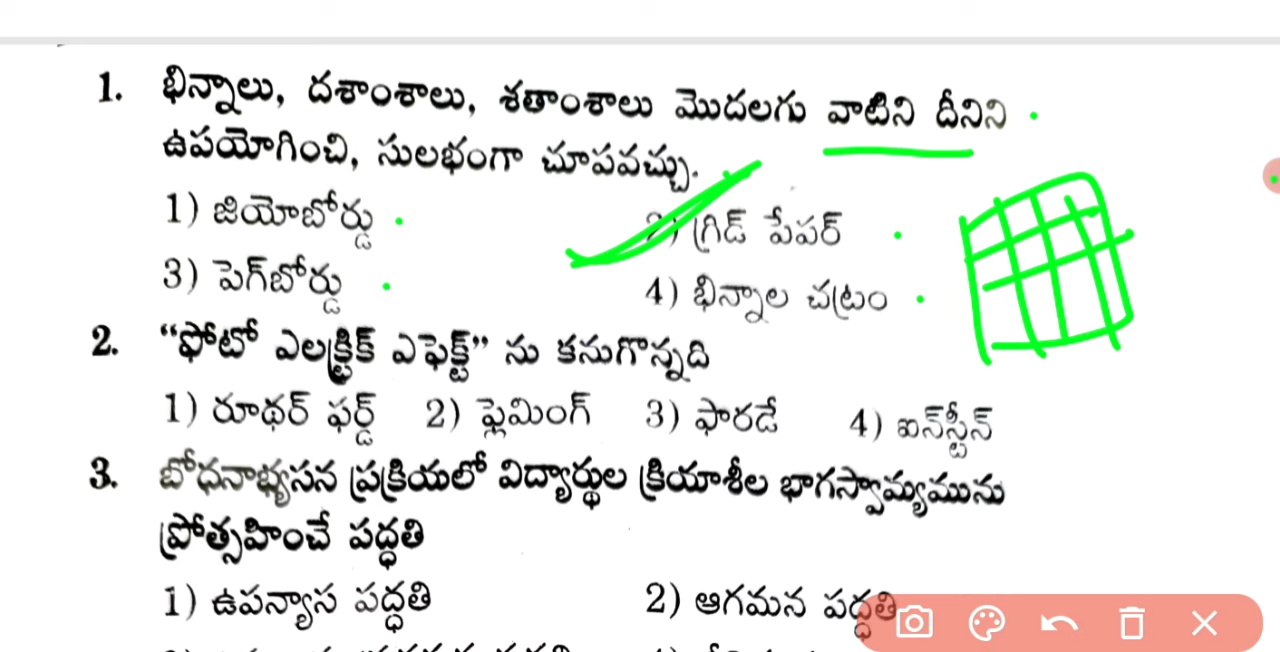 1. భిన్నాలు, దశాంశాలు, శతాంశాలు మొదలగు వాటిని దీనిని
ఉపయోగించి, సులభంగా చూపవచ్చు.
1) జియోబోర్డు 2) గ్రిడ్ పేపర్
3) పెగ్‌బోర్డు 4) భిన్నాల చట్రం
2. “ఫోటో ఎలక్ట్రిక్ ఎఫెక్ట్” ను కనుగొన్నది
1) రూథర్ ఫర్డ్ 2) ఫ్లెమింగ్ 3) ఫారడే 4) ఐన్‌స్టీన్
3. బోధనాభ్యసన ప్రక్రియలో విద్యార్థుల క్రియాశీల భాగస్వామ్యమును
ప్రోత్సహించే పద్ధతి
1) ఉపన్యాస పద్ధతి 2) ఆగమన పద్ధతి